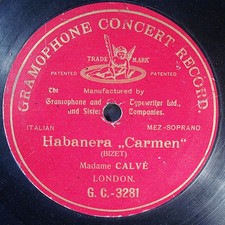 GRAMOPHONE CONCERT RECORD.
TRADE MARK
PATENTED PATENTED
The Manufactured by
Gramophone and Typewriter Ltd.,
and Sister Companies.
ITALIAN MEZ-SOPRANO
Habanera „Carmen"
(BIZET)
Madame CALVÉ
LONDON.
G. C.-3281